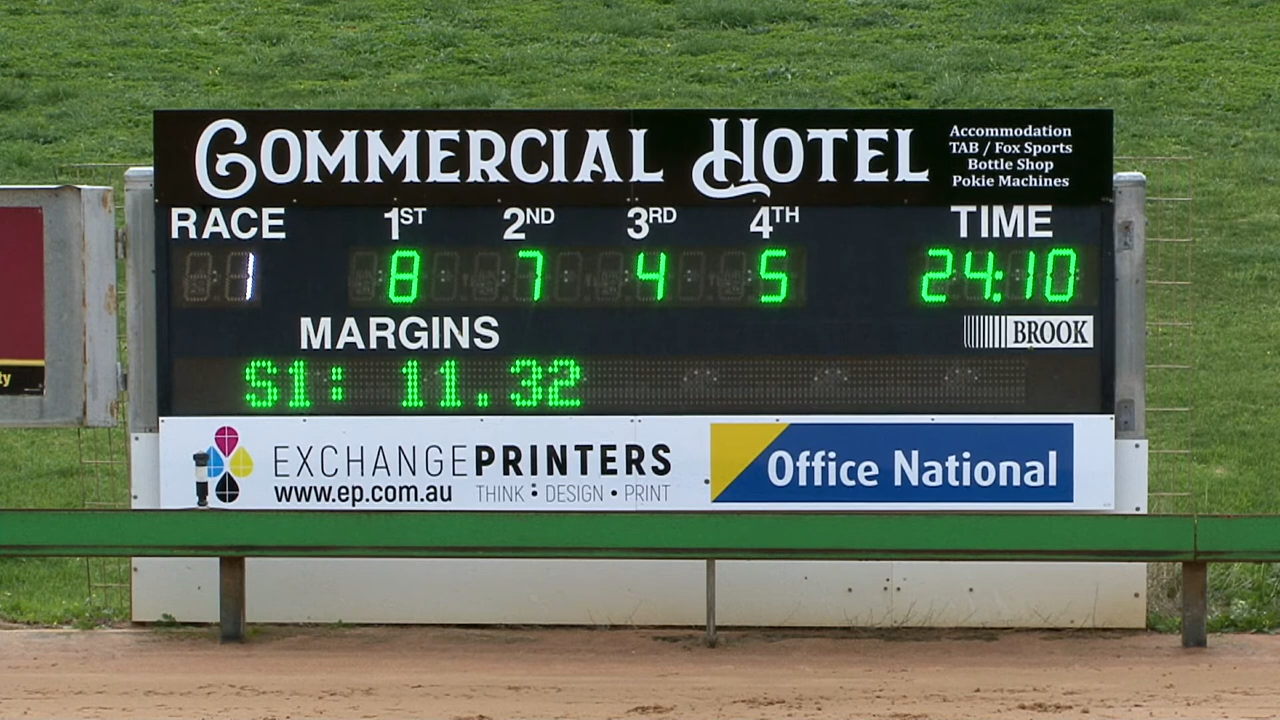 COMMERCIAL HOTEL
Accommodation
TAB / Fox Sports
Bottle Shop
Pokie Machines
RACE 1ST 2ND 3RD 4TH TIME
1 8 7 4 5 24:10
MARGINS
BROOK
S1: 11.32
ty
EXCHANGEPRINTERS
www.ep.com.au THINK • DESIGN • PRINT
Office National